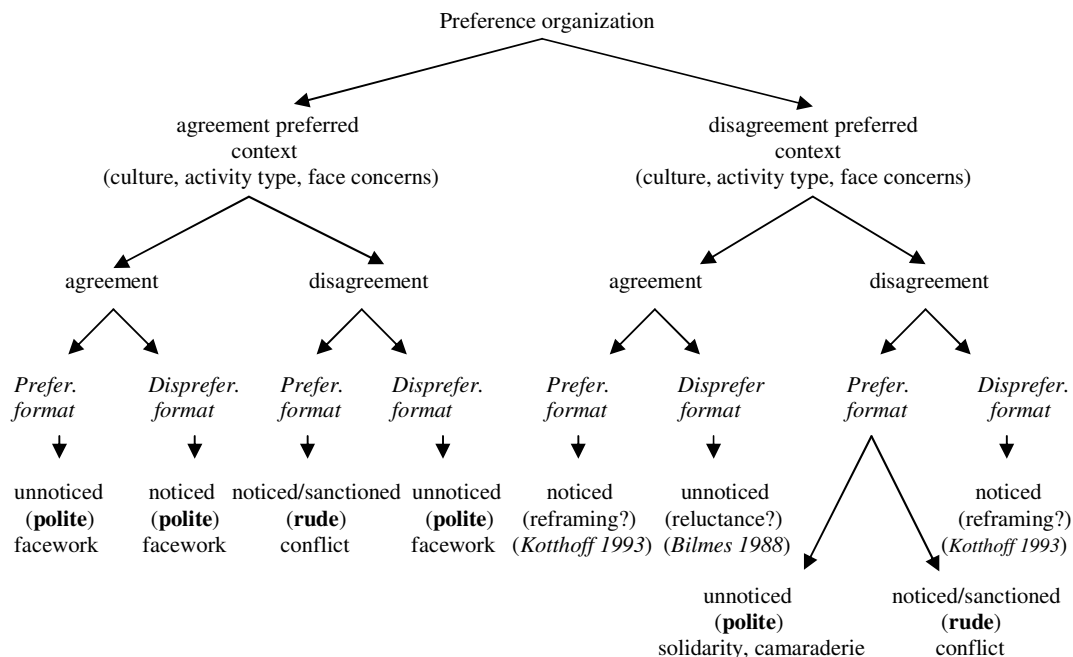 Preference organization
agreement preferred
context
(culture, activity type, face concerns)
disagreement preferred
context
(culture, activity type, face concerns)
agreement
disagreement
agreement
disagreement
Prefer.
format
Disprefer.
format
Prefer.
format
Disprefer.
format
Prefer.
format
Disprefer
format
Prefer.
format
Disprefer.
format
unnoticed
(polite)
facework
noticed
(polite)
facework
noticed/sanctioned
(rude)
conflict
unnoticed
(polite)
facework
noticed
(reframing?)
(Kotthoff 1993)
unnoticed
(reluctance?)
(Bilmes 1988)
noticed
(reframing?)
(Kotthoff 1993)
unnoticed
(polite)
solidarity, camaraderie
noticed/sanctioned
(rude)
conflict